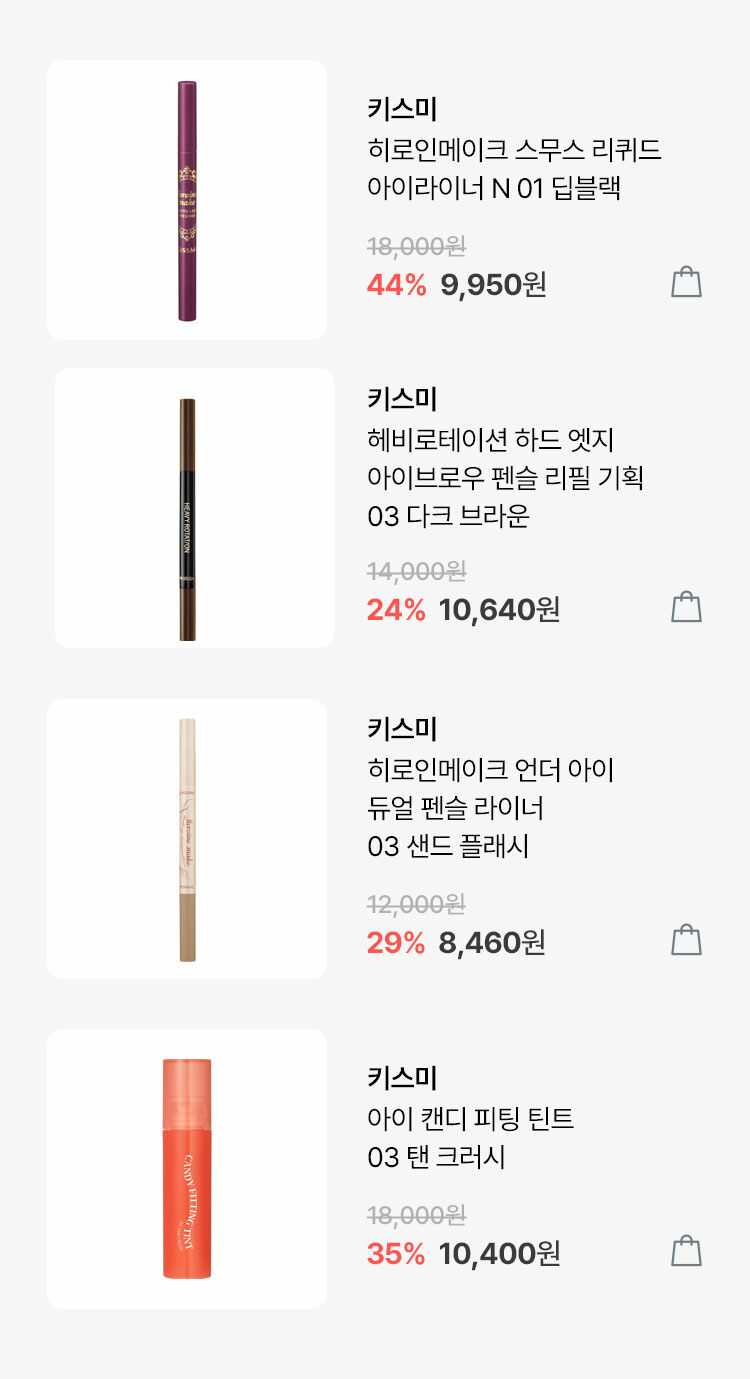 키스미
히로인메이크 스무스 리퀴드
아이라이너 N 01 딥블랙
18,000원
44% 9,950원
키스미
헤비로테이션 하드 엣지
아이브로우 펜슬 리필 기획
03 다크 브라운
14,000원
24% 10,640원
HEAVY ROTATION
키스미
히로인메이크 언더 아이
듀얼 펜슬 라이너
03 샌드 플래시
12,000원
29% 8,460원
heroine make
키스미
아이 캔디 피팅 틴트
03 탠 크러시
18,000원
35% 10,400원
CANDY FITTING TINT